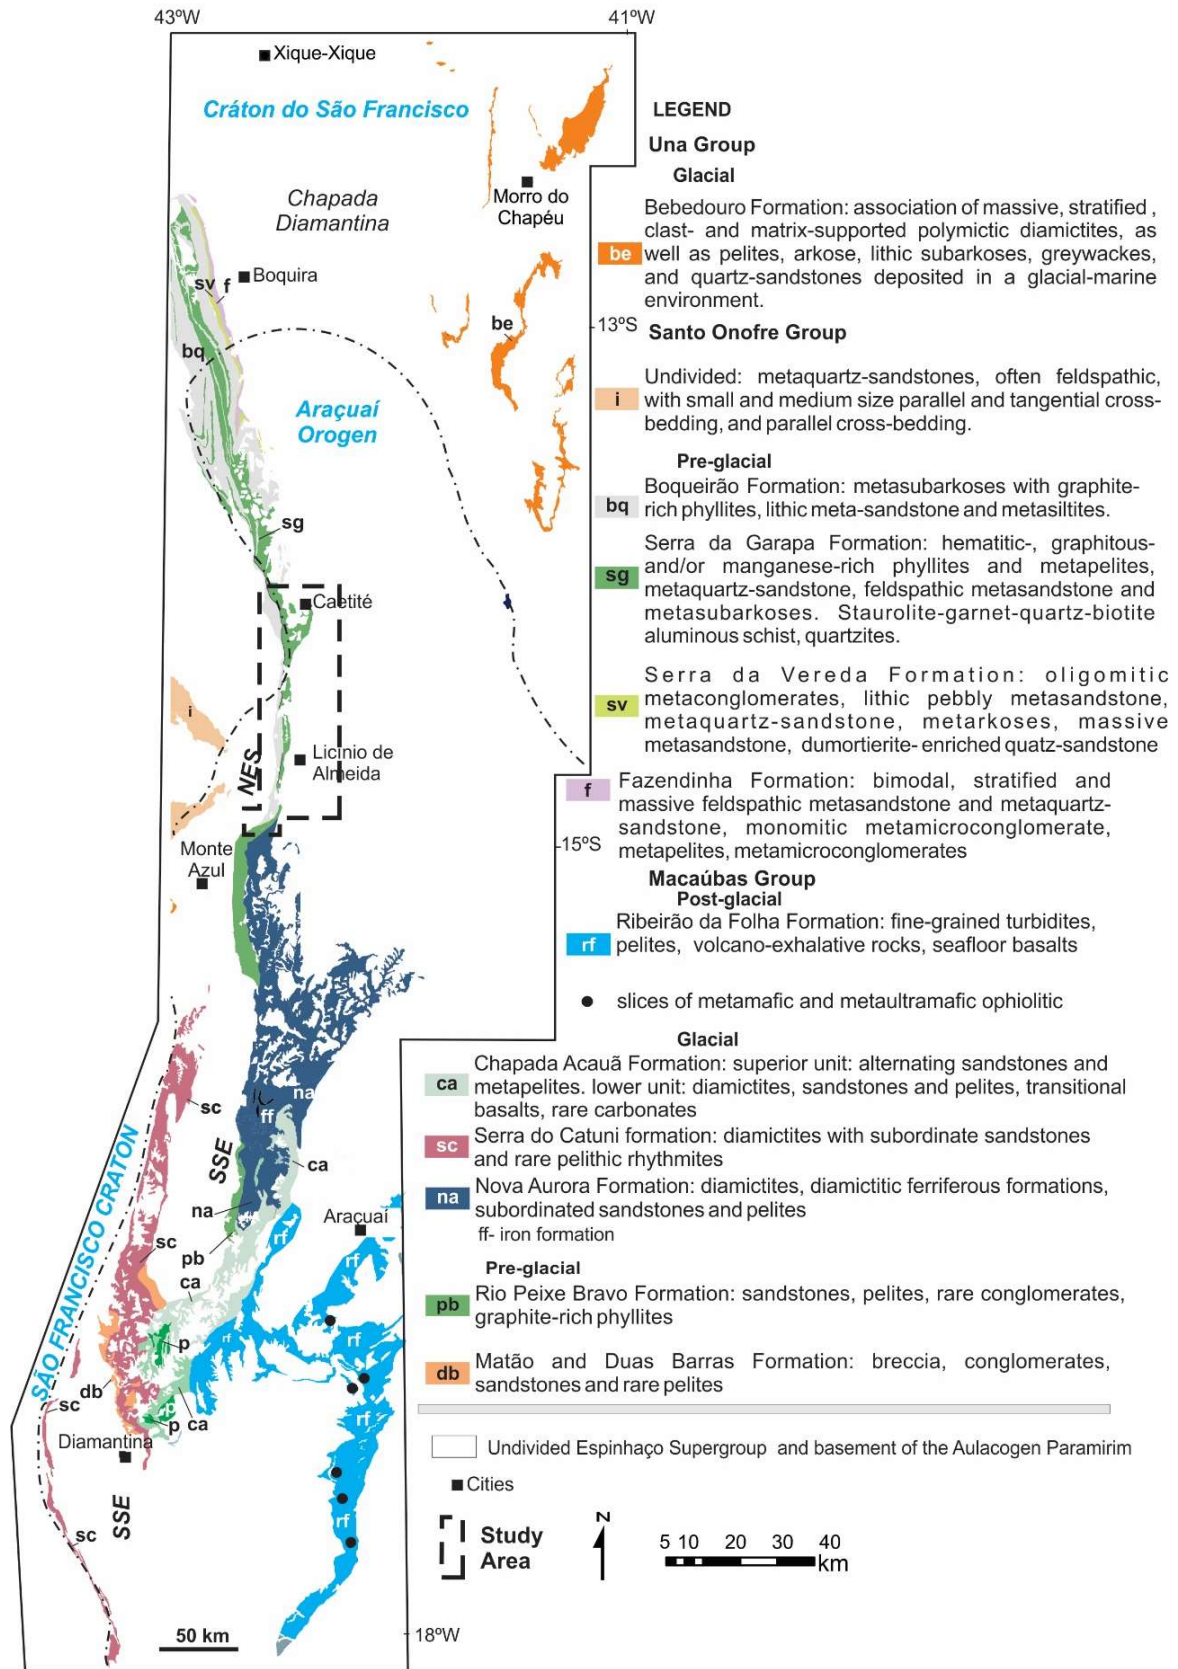 43ºW
41ºW
Xique-Xique
Cráton do São Francisco
Chapada
Diamantina
Morro do
Chapéu
Boquira
sv
f
bq
be
13ºS
Araçuaí
Orogen
sg
Caetité
i
NES
Licínio de
Almeida
Monte
Azul
15ºS
sc
na
ff
SSE
ca
na
Araçuaí
rf
rf
pb
sc
ca
SÃO FRANCISCO CRATON
rf
rf
p
db
sc
p
p
ca
rf
Diamantina
SSE
rf
sc
50 km
18ºW
LEGEND
Una Group
Glacial
be
Bebedouro Formation: association of massive, stratified ,
clast- and matrix-supported polymictic diamictites, as
well as pelites, arkose, lithic subarkoses, greywackes,
and quartz-sandstones deposited in a glacial-marine
environment.
Santo Onofre Group
i
Undivided: metaquartz-sandstones, often feldspathic,
with small and medium size parallel and tangential cross-
bedding, and parallel cross-bedding.
Pre-glacial
bq
Boqueirão Formation: metasubarkoses with graphite-
rich phyllites, lithic meta-sandstone and metasiltites.
sg
Serra da Garapa Formation: hematitic-, graphitous-
and/or manganese-rich phyllites and metapelites,
metaquartz-sandstone, feldspathic metasandstone and
metasubarkoses. Staurolite-garnet-quartz-biotite
aluminous schist, quartzites.
sv
Serra da Vereda Formation: oligomitic
metaconglomerates, lithic pebbly metasandstone,
metaquartz-sandstone, metarkoses, massive
metasandstone, dumortierite- enriched quatz-sandstone
f
Fazendinha Formation: bimodal, stratified and
massive feldspathic metasandstone and metaquartz-
sandstone, monomitic metamicroconglomerate,
metapelites, metamicroconglomerates
Macaúbas Group
Post-glacial
rf
Ribeirão da Folha Formation: fine-grained turbidites,
pelites, volcano-exhalative rocks, seafloor basalts
slices of metamafic and metaultramafic ophiolitic
Glacial
ca
Chapada Acauã Formation: superior unit: alternating sandstones and
metapelites. lower unit: diamictites, sandstones and pelites, transitional
basalts, rare carbonates
sc
Serra do Catuni formation: diamictites with subordinate sandstones
and rare pelithic rhythmites
na
Nova Aurora Formation: diamictites, diamictitic ferriferous formations,
subordinated sandstones and pelites
ff- iron formation
Pre-glacial
pb
Rio Peixe Bravo Formation: sandstones, pelites, rare conglomerates,
graphite-rich phyllites
db
Matão and Duas Barras Formation: breccia, conglomerates,
sandstones and rare pelites
Undivided Espinhaço Supergroup and basement of the Aulacogen Paramirim
Cities
Study
Area
N
5 10 20 30 40
km